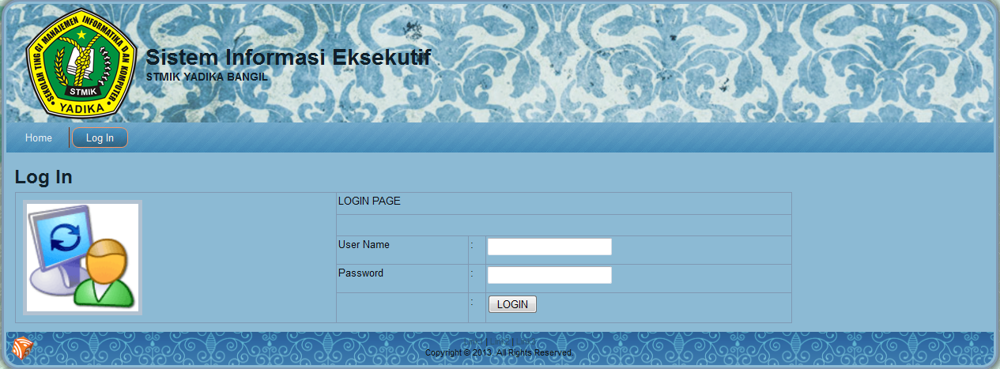 SEKOLAH TINGGI MANAJEMEN INFORMATIKA DAN KOMPUTER
STMIK
YADIKA
Sistem Informasi Eksekutif
STMIK YADIKA BANGIL
Home
Log In
Log In
LOGIN PAGE
User Name :
Password :
: LOGIN
| |
Copyright © 2013. All Rights Reserved.